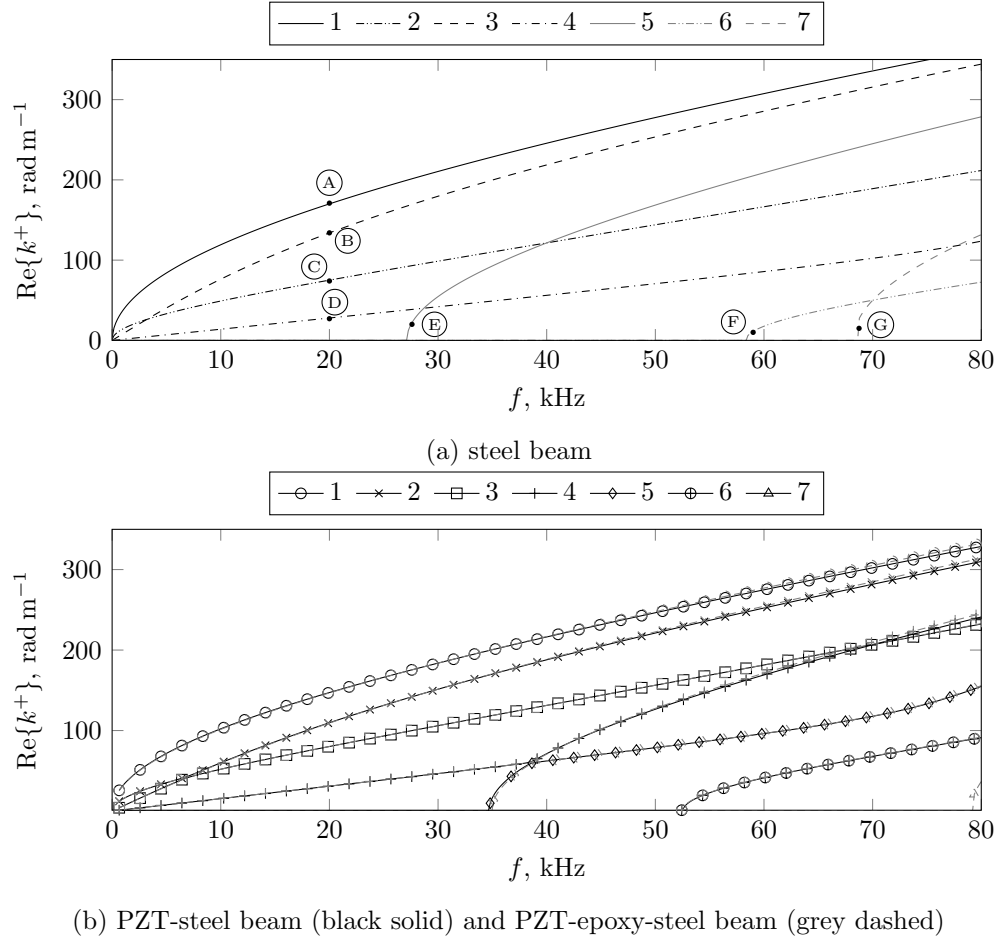 1 2 3 4 5 6 7
300
200
100
0
Re{k⁺}, rad m⁻¹
A
B
C
D
E
F
G
0 10 20 30 40 50 60 70 80
f, kHz
(a) steel beam
1 2 3 4 5 6 7
300
200
100
Re{k⁺}, rad m⁻¹
0 10 20 30 40 50 60 70 80
f, kHz
(b) PZT-steel beam (black solid) and PZT-epoxy-steel beam (grey dashed)